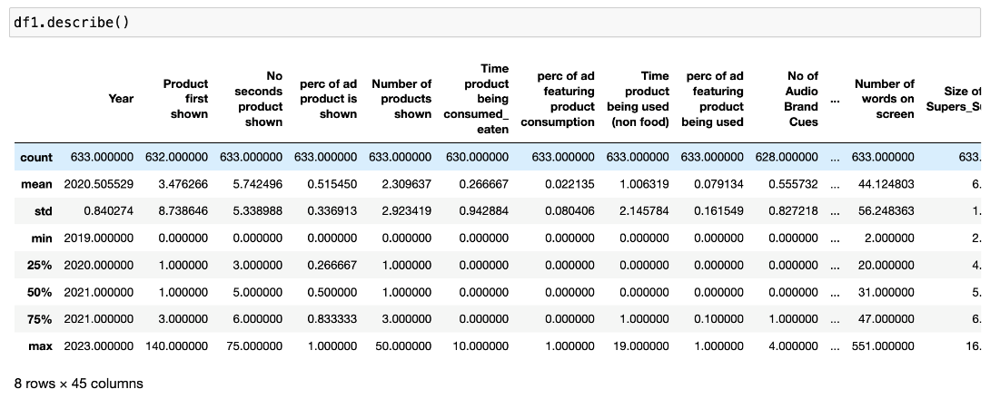 df1.describe()
Year Product first shown No seconds product shown perc of ad product is shown Number of products shown Time product being consumed_ eaten perc of ad featuring product consumption Time product being used (non food) perc of ad featuring product being used No of Audio Brand Cues ... Number of words on screen Size of
count 633.000000 632.000000 633.000000 633.000000 633.000000 630.000000 633.000000 633.000000 633.000000 628.000000 ... 633.000000 633.
mean 2020.505529 3.476266 5.742496 0.515450 2.309637 0.266667 0.022135 1.006319 0.079134 0.555732 ... 44.124803 6.
std 0.840274 8.738646 5.338988 0.336913 2.923419 0.942884 0.080406 2.145784 0.161549 0.827218 ... 56.248363 1.
min 2019.000000 0.000000 0.000000 0.000000 0.000000 0.000000 0.000000 0.000000 0.000000 0.000000 ... 2.000000 2.
25% 2020.000000 1.000000 3.000000 0.266667 1.000000 0.000000 0.000000 0.000000 0.000000 0.000000 ... 20.000000 4.
50% 2021.000000 1.000000 5.000000 0.500000 1.000000 0.000000 0.000000 0.000000 0.000000 0.000000 ... 31.000000 5.
75% 2021.000000 3.000000 6.000000 0.833333 3.000000 0.000000 0.000000 1.000000 0.100000 1.000000 ... 47.000000 6.
max 2023.000000 140.000000 75.000000 1.000000 50.000000 10.000000 1.000000 19.000000 1.000000 4.000000 ... 551.000000 16.
8 rows × 45 columns